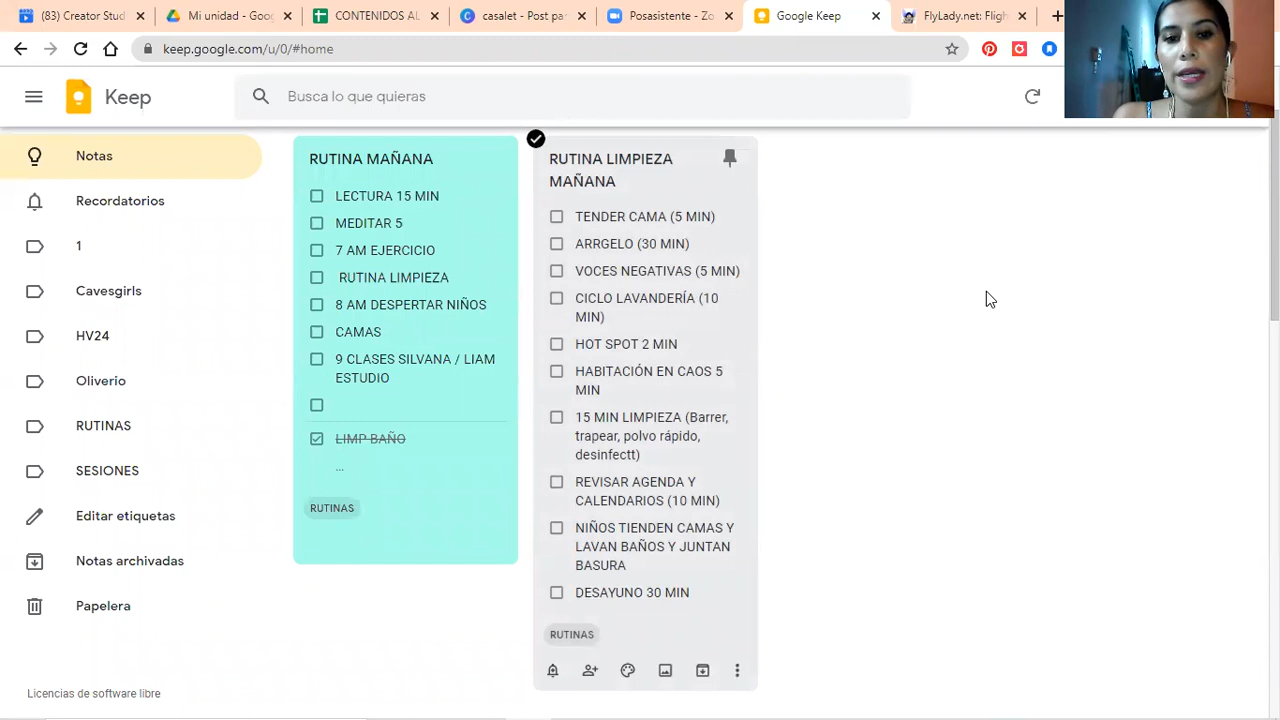 (83) Creator Stud
Mi unidad - Goog
CONTENIDOS AL
casalet - Post pa
Posasistente - Zo
Google Keep
FlyLady.net: Fligh
keep.google.com/u/0/#home
Keep
Busca lo que quieras
Notas
Recordatorios
1
Cavesgirls
HV24
Oliverio
RUTINAS
SESIONES
Editar etiquetas
Notas archivadas
Papelera
Licencias de software libre
RUTINA MAÑANA
LECTURA 15 MIN
MEDITAR 5
7 AM EJERCICIO
RUTINA LIMPIEZA
8 AM DESPERTAR NIÑOS
CAMAS
9 CLASES SILVANA / LIAM
ESTUDIO
LIMP BAÑO
...
RUTINAS
RUTINA LIMPIEZA
MAÑANA
TENDER CAMA (5 MIN)
ARRGELO (30 MIN)
VOCES NEGATIVAS (5 MIN)
CICLO LAVANDERÍA (10
MIN)
HOT SPOT 2 MIN
HABITACIÓN EN CAOS 5
MIN
15 MIN LIMPIEZA (Barrer,
trapear, polvo rápido,
desinfectt)
REVISAR AGENDA Y
CALENDARIOS (10 MIN)
NIÑOS TIENDEN CAMAS Y
LAVAN BAÑOS Y JUNTAN
BASURA
DESAYUNO 30 MIN
RUTINAS